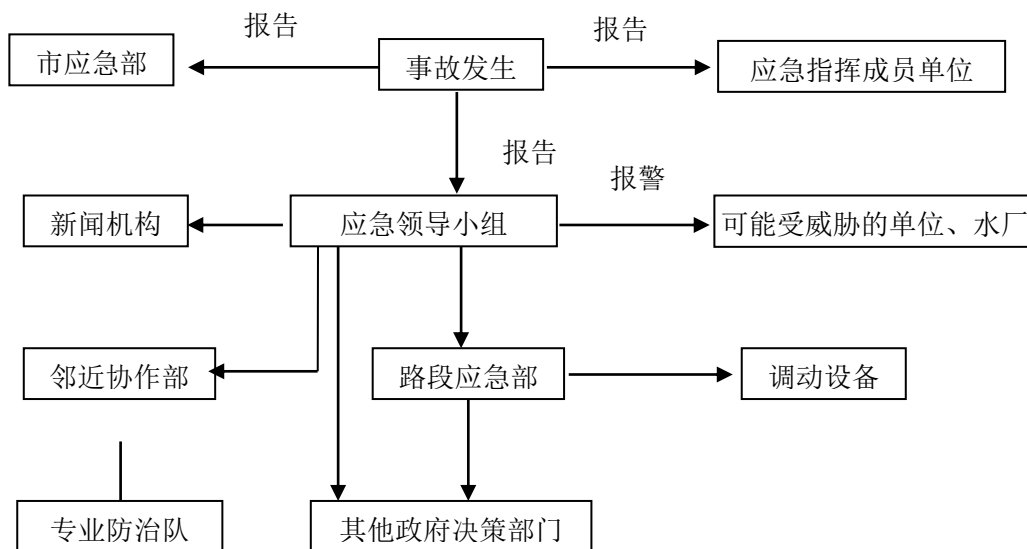 报告
报告
市应急部
事故发生
应急指挥成员单位
报告
报警
新闻机构
应急领导小组
可能受威胁的单位、水厂
邻近协作部
路段应急部
调动设备
专业防治队
其他政府决策部门